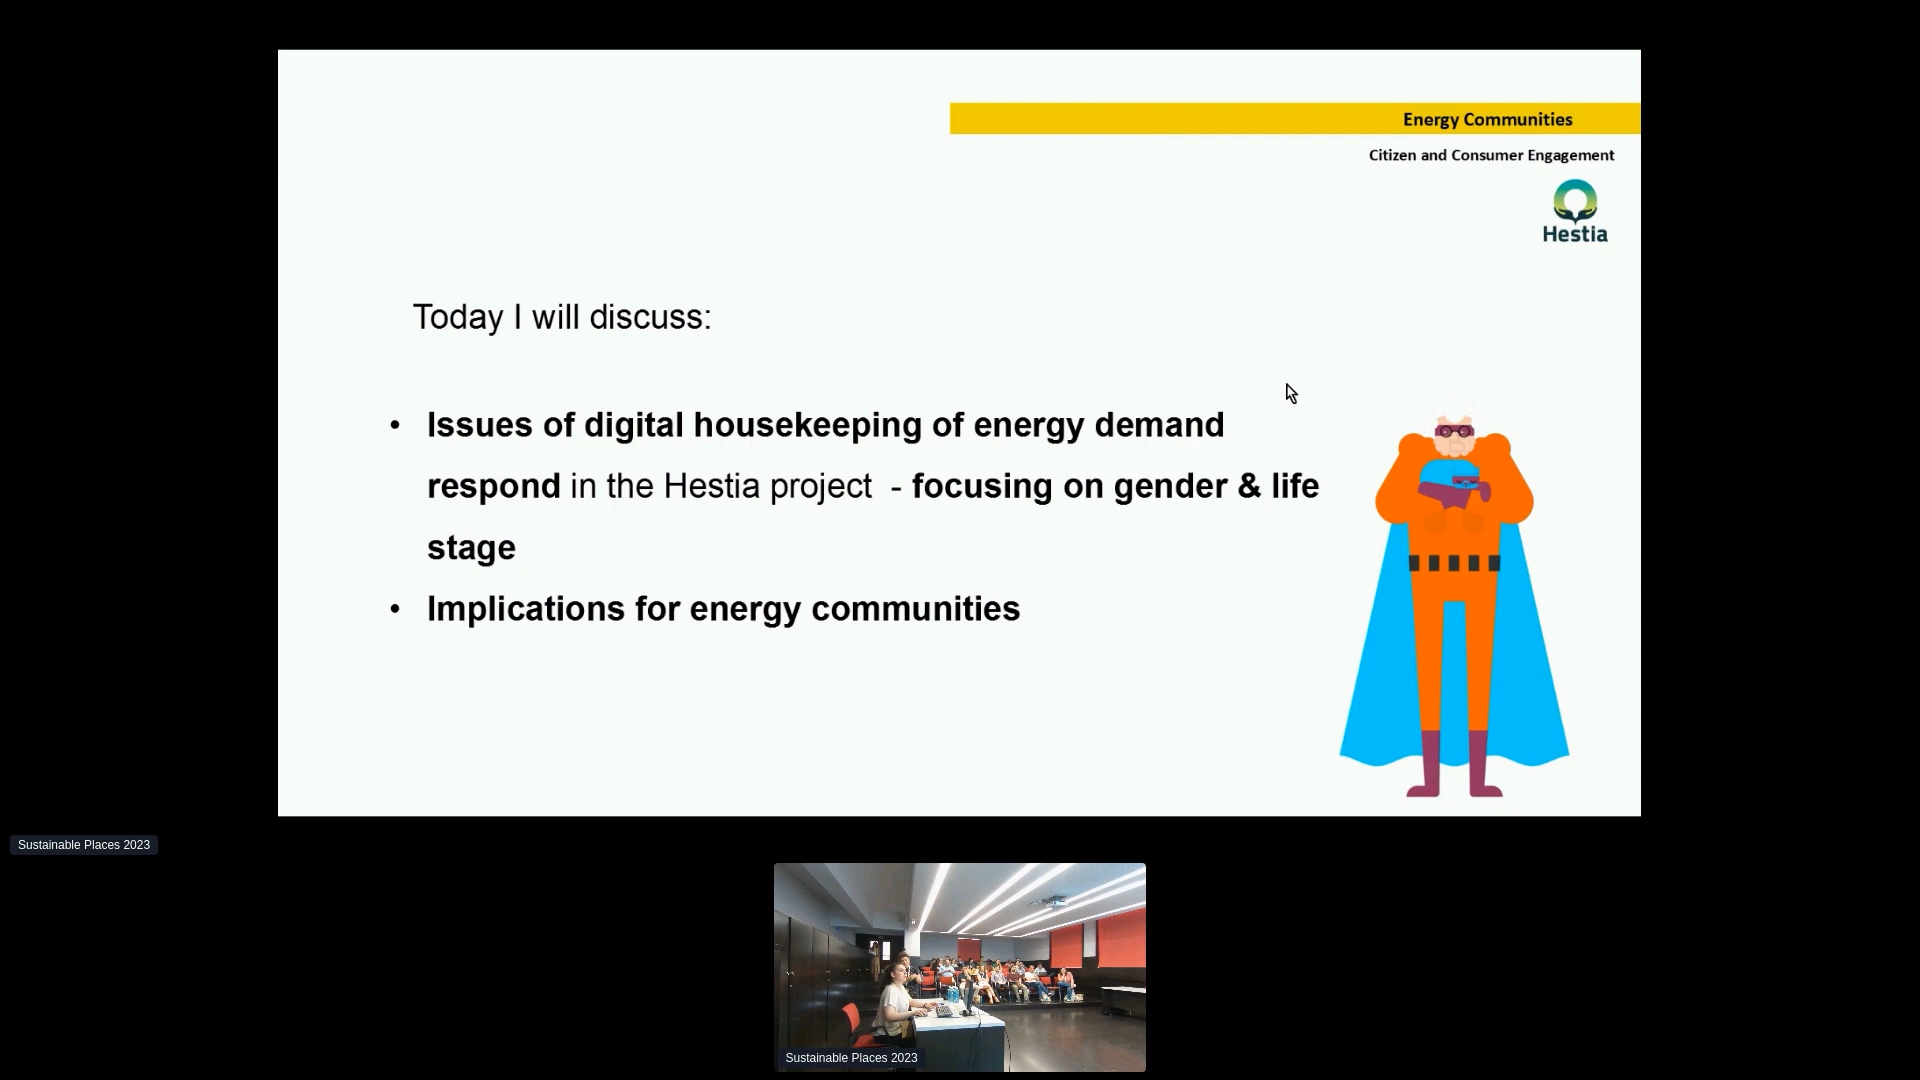 Energy Communities
Citizen and Consumer Engagement
Hestia
Today I will discuss:
• Issues of digital housekeeping of energy demand
respond in the Hestia project - focusing on gender & life
stage
• Implications for energy communities
Sustainable Places 2023
Sustainable Places 2023